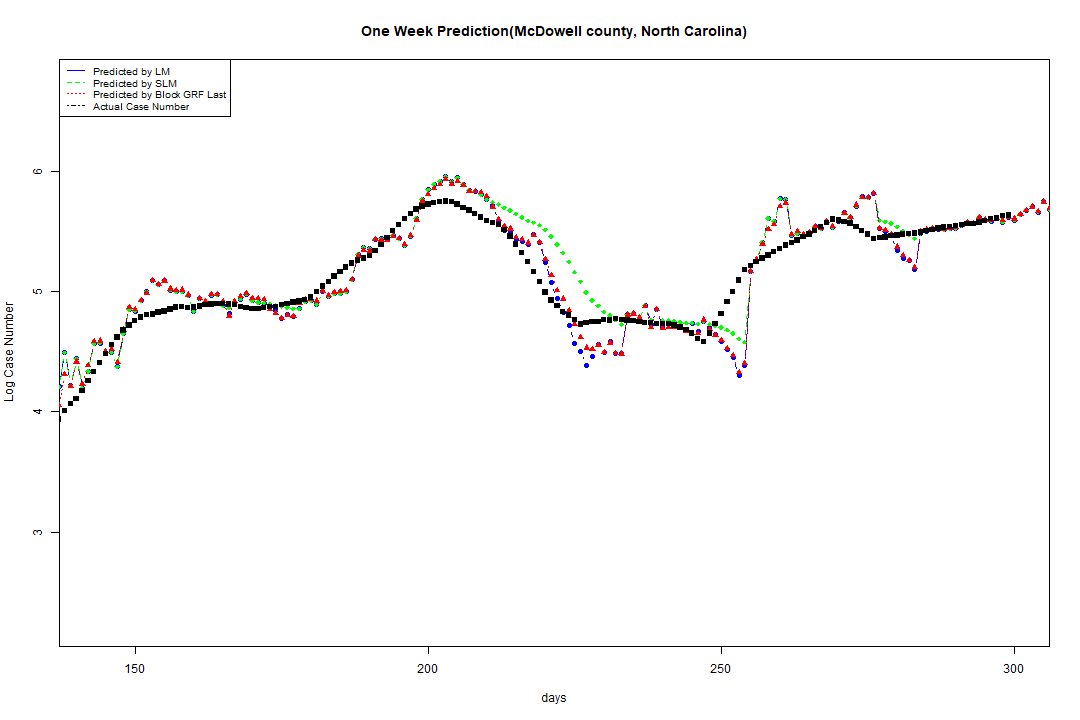 One Week Prediction(McDowell county, North Carolina)
Predicted by LM
Predicted by SLM
Predicted by Block GRF Last
Actual Case Number
6
5
4
3
Log Case Number
150
200
250
300
days